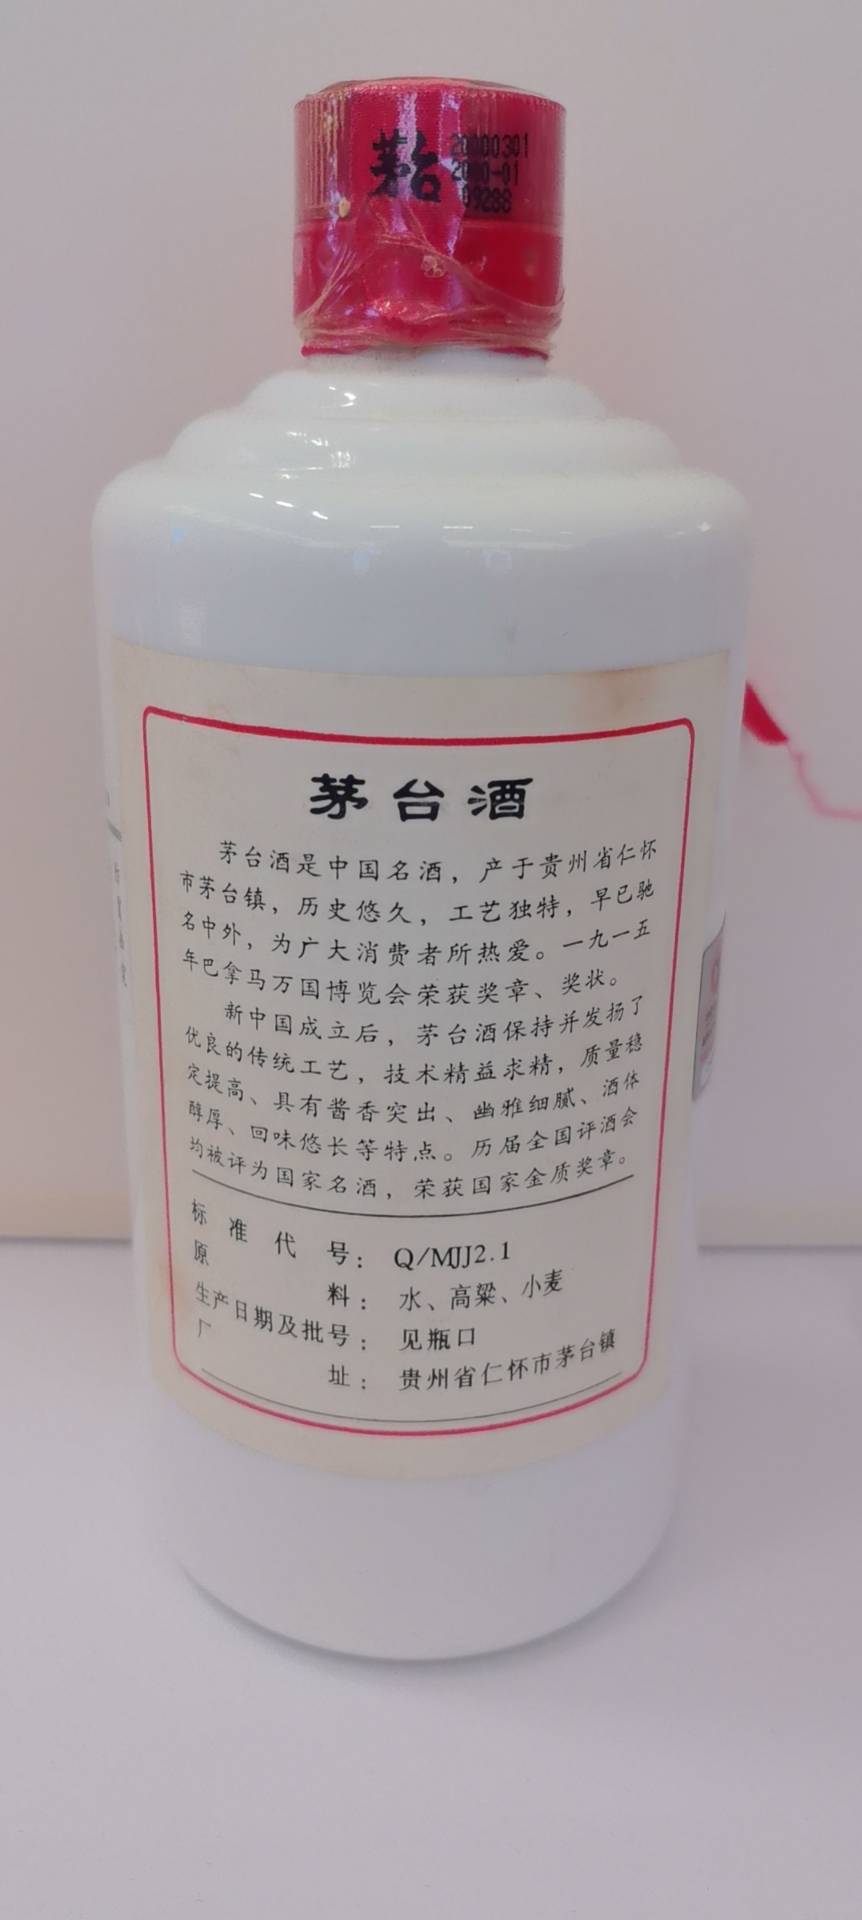 茅台
20000301
2000-01
09288
茅台酒
茅台酒是中国名酒，产于贵州省仁怀
市茅台镇，历史悠久，工艺独特，早已驰
名中外，为广大消费者所热爱。一九一五
年巴拿马万国博览会荣获奖章、奖状。
新中国成立后，茅台酒保持并发扬了
优良的传统工艺，技术精益求精，质量稳
定提高、具有酱香突出、幽雅细腻、酒体
醇厚、回味悠长等特点。历届全国评酒会
均被评为国家名酒，荣获国家金质奖章。
标准代号：Q/MJJ2.1
原料：水、高粱、小麦
生产日期及批号：见瓶口
厂址：贵州省仁怀市茅台镇